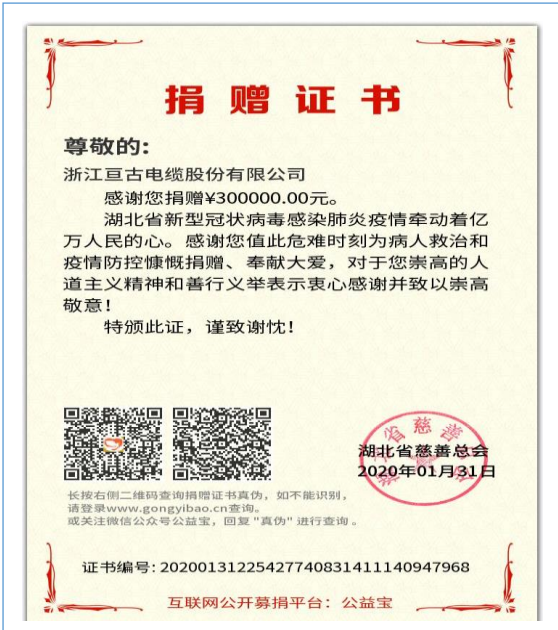 捐赠证书
尊敬的:
浙江亘古电缆股份有限公司
感谢您捐赠¥300000.00元。
湖北省新型冠状病毒感染肺炎疫情牵动着亿
万人民的心。感谢您值此危难时刻为病人救治和
疫情防控慷慨捐赠、奉献大爱，对于您崇高的人
道主义精神和善行义举表示衷心感谢并致以崇高
敬意！
特颁此证，谨致谢忱！
湖北省慈善总会
2020年01月31日
长按右侧二维码查询捐赠证书真伪，如不能识别，
请登录www.gongyibao.cn查询。
或关注微信公众号公益宝，回复"真伪"进行查询。
证书编号: 20200131225427740831411140947968
互联网公开募捐平台：公益宝